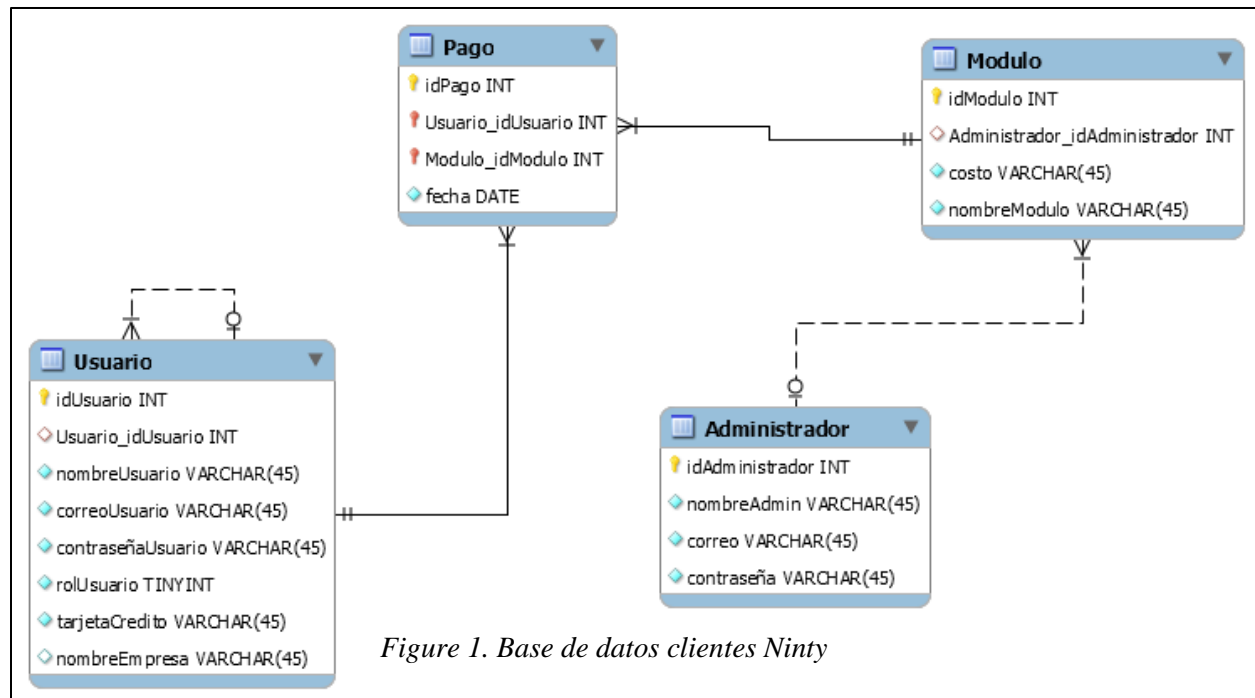 Pago
idPago INT
Usuario_idUsuario INT
Modulo_idModulo INT
fecha DATE
Modulo
idModulo INT
Administrador_idAdministrador INT
costo VARCHAR(45)
nombreModulo VARCHAR(45)
Usuario
idUsuario INT
Usuario_idUsuario INT
nombreUsuario VARCHAR(45)
correoUsuario VARCHAR(45)
contraseñaUsuario VARCHAR(45)
rolUsuario TINYINT
tarjetaCredito VARCHAR(45)
nombreEmpresa VARCHAR(45)
Administrador
idAdministrador INT
nombreAdmin VARCHAR(45)
correo VARCHAR(45)
contraseña VARCHAR(45)
Figure 1. Base de datos clientes Ninty